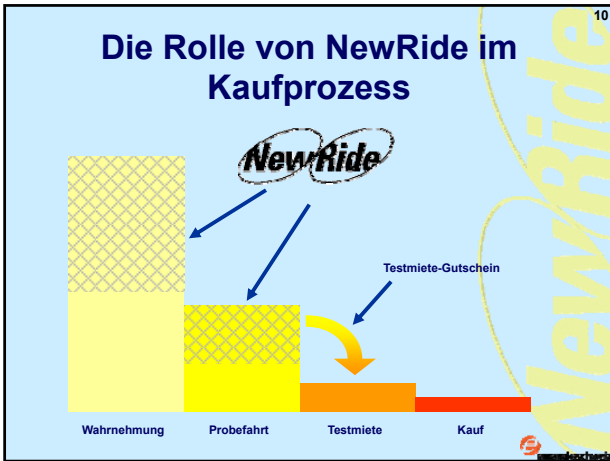 10
Die Rolle von NewRide im
Kaufprozess
NewRide
Testmiete-Gutschein
Wahrnehmung Probefahrt Testmiete Kauf
NewRide